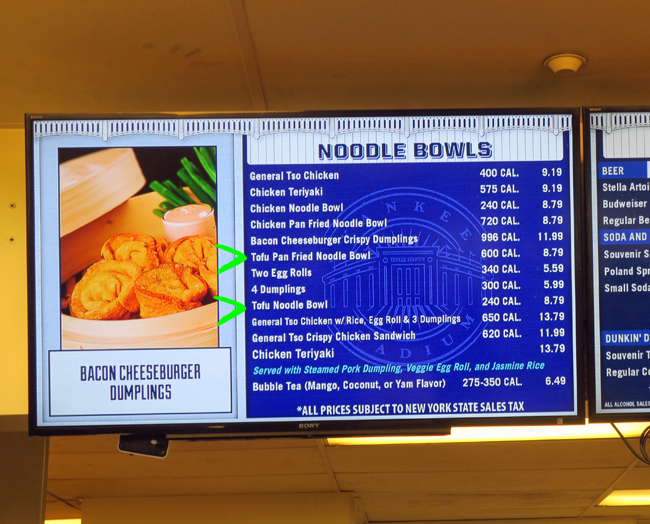 NOODLE BOWLS
General Tso Chicken 400 CAL. 9.19
Chicken Teriyaki 575 CAL. 9.19
Chicken Noodle Bowl 240 CAL. 8.79
Chicken Pan Fried Noodle Bowl 720 CAL. 8.79
Bacon Cheeseburger Crispy Dumplings 996 CAL. 11.99
Tofu Pan Fried Noodle Bowl 600 CAL. 8.79
Two Egg Rolls 340 CAL. 5.59
4 Dumplings 300 CAL. 5.99
Tofu Noodle Bowl 240 CAL. 8.79
General Tso Chicken w/ Rice, Egg Roll & 3 Dumplings 650 CAL. 13.79
General Tso Crispy Chicken Sandwich 620 CAL. 11.99
Chicken Teriyaki 13.79
Served with Steamed Pork Dumpling, Veggie Egg Roll, and Jasmine Rice
Bubble Tea (Mango, Coconut, or Yam Flavor) 275-350 CAL. 6.49
*ALL PRICES SUBJECT TO NEW YORK STATE SALES TAX
BACON CHEESEBURGER
DUMPLINGS
SONY
BEER
Stella Artoi
Budweiser
Regular Be
SODA AND
Souvenir S
Poland Spr
Small Soda
DUNKIN' D
Souvenir T
Regular Co
ALL ALCOHOL SALES